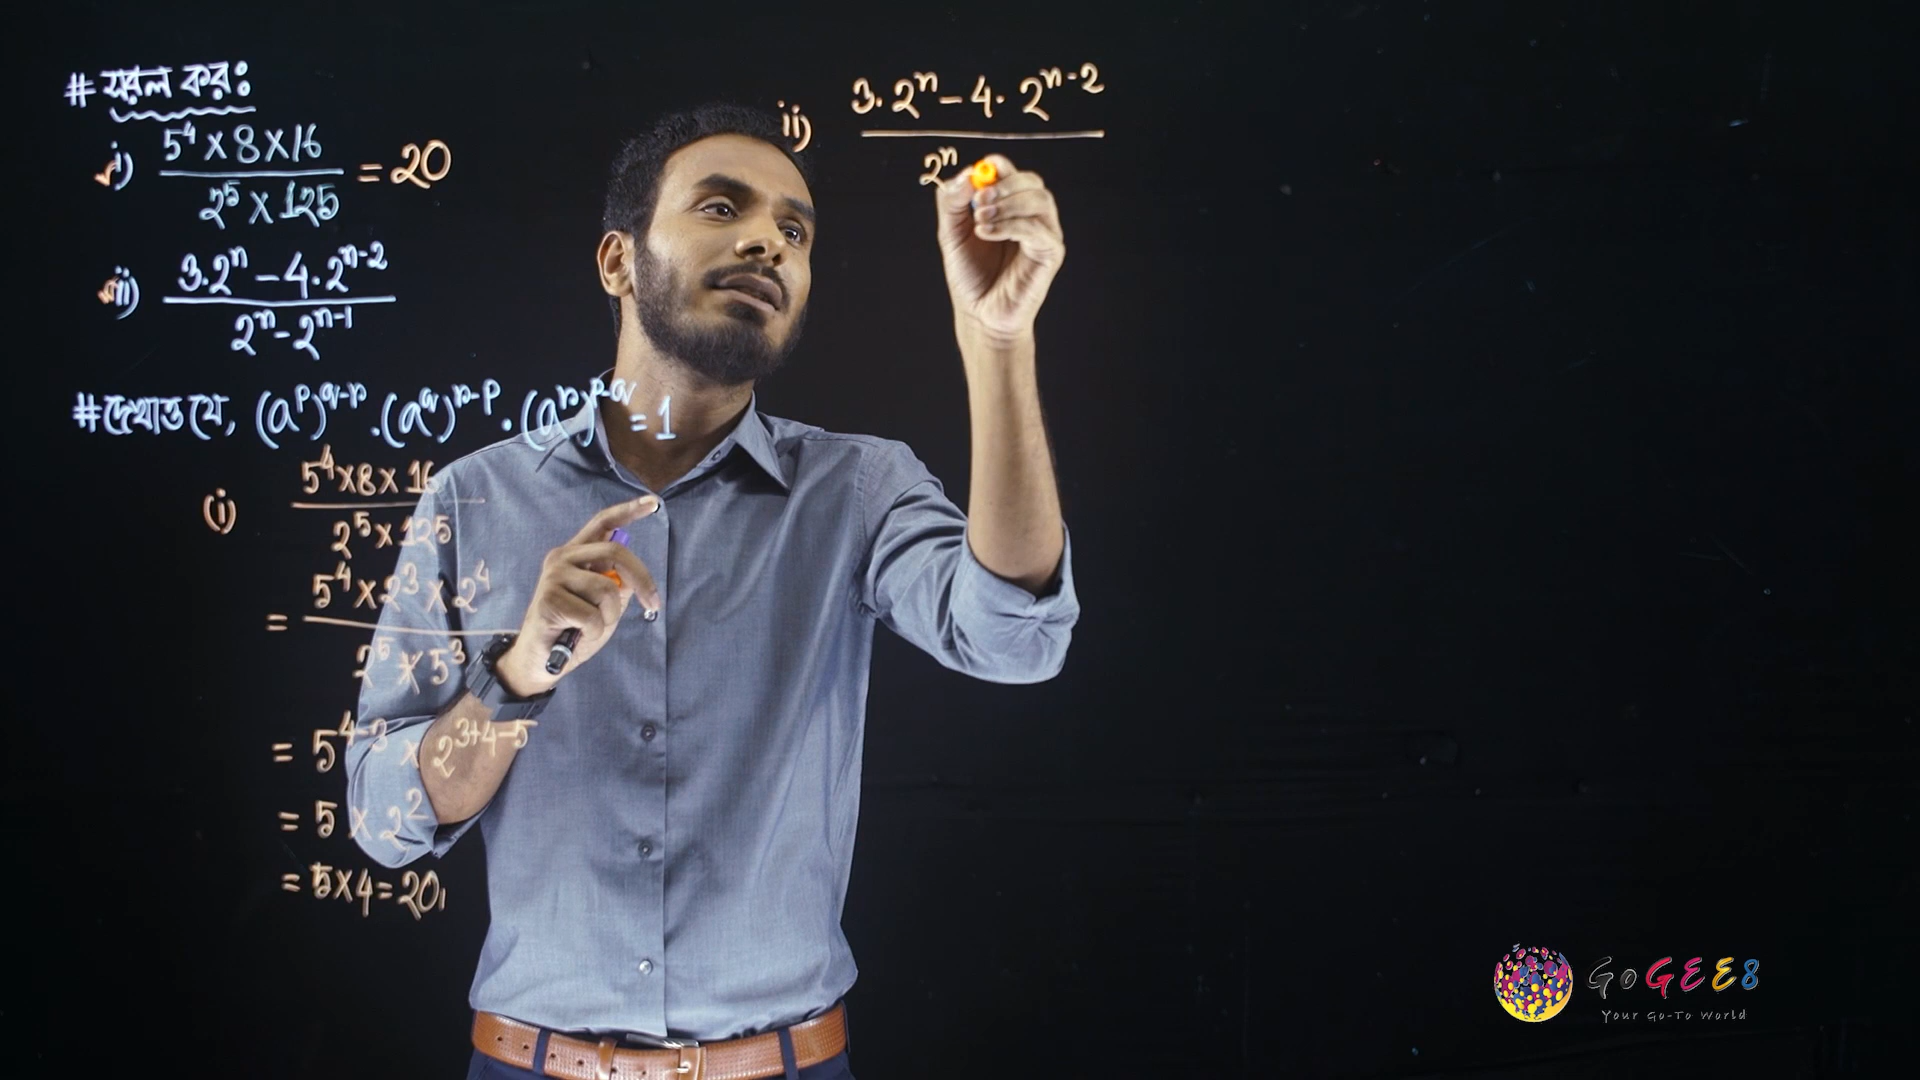 # সরল কর:
i) (5^4 × 8 × 16) / (2^5 × 125) = 20
ii) (3·2^n − 4·2^(n-2)) / (2^n − 2^(n-1))
# দেখাও যে, (a^p)^(q-r) · (a^q)^(r-p) · (a^r)^(p-q) = 1
(i) (5^4 × 8 × 16) / (2^5 × 125)
= (5^4 × 2^3 × 2^4) / (2^5 × 5^3)
= 5^(4-3) × 2^(3+4-5)
= 5 × 2^2
= 5 × 4 = 20
ii) (3·2^n − 4·2^(n-2)) / 2^n
GOGEE8
Your Go-To World